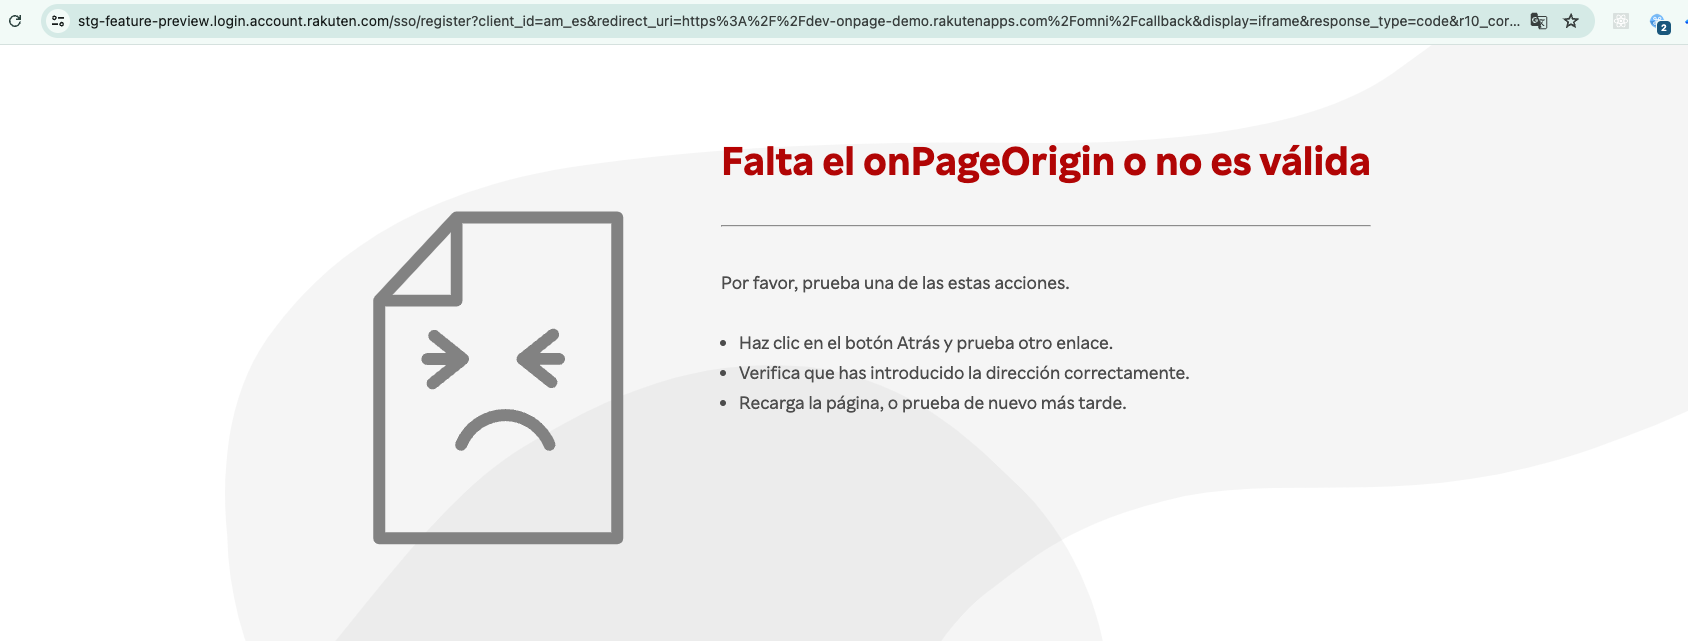 stg-feature-preview.login.account.rakuten.com/sso/register?client_id=am_es&redirect_uri=https%3A%2F%2Fdev-onpage-demo.rakutenapps.com%2Fomni%2Fcallback&display=iframe&response_type=code&r10_cor...
2
Falta el onPageOrigin o no es válida
Por favor, prueba una de las estas acciones.
• Haz clic en el botón Atrás y prueba otro enlace.
• Verifica que has introducido la dirección correctamente.
• Recarga la página, o prueba de nuevo más tarde.